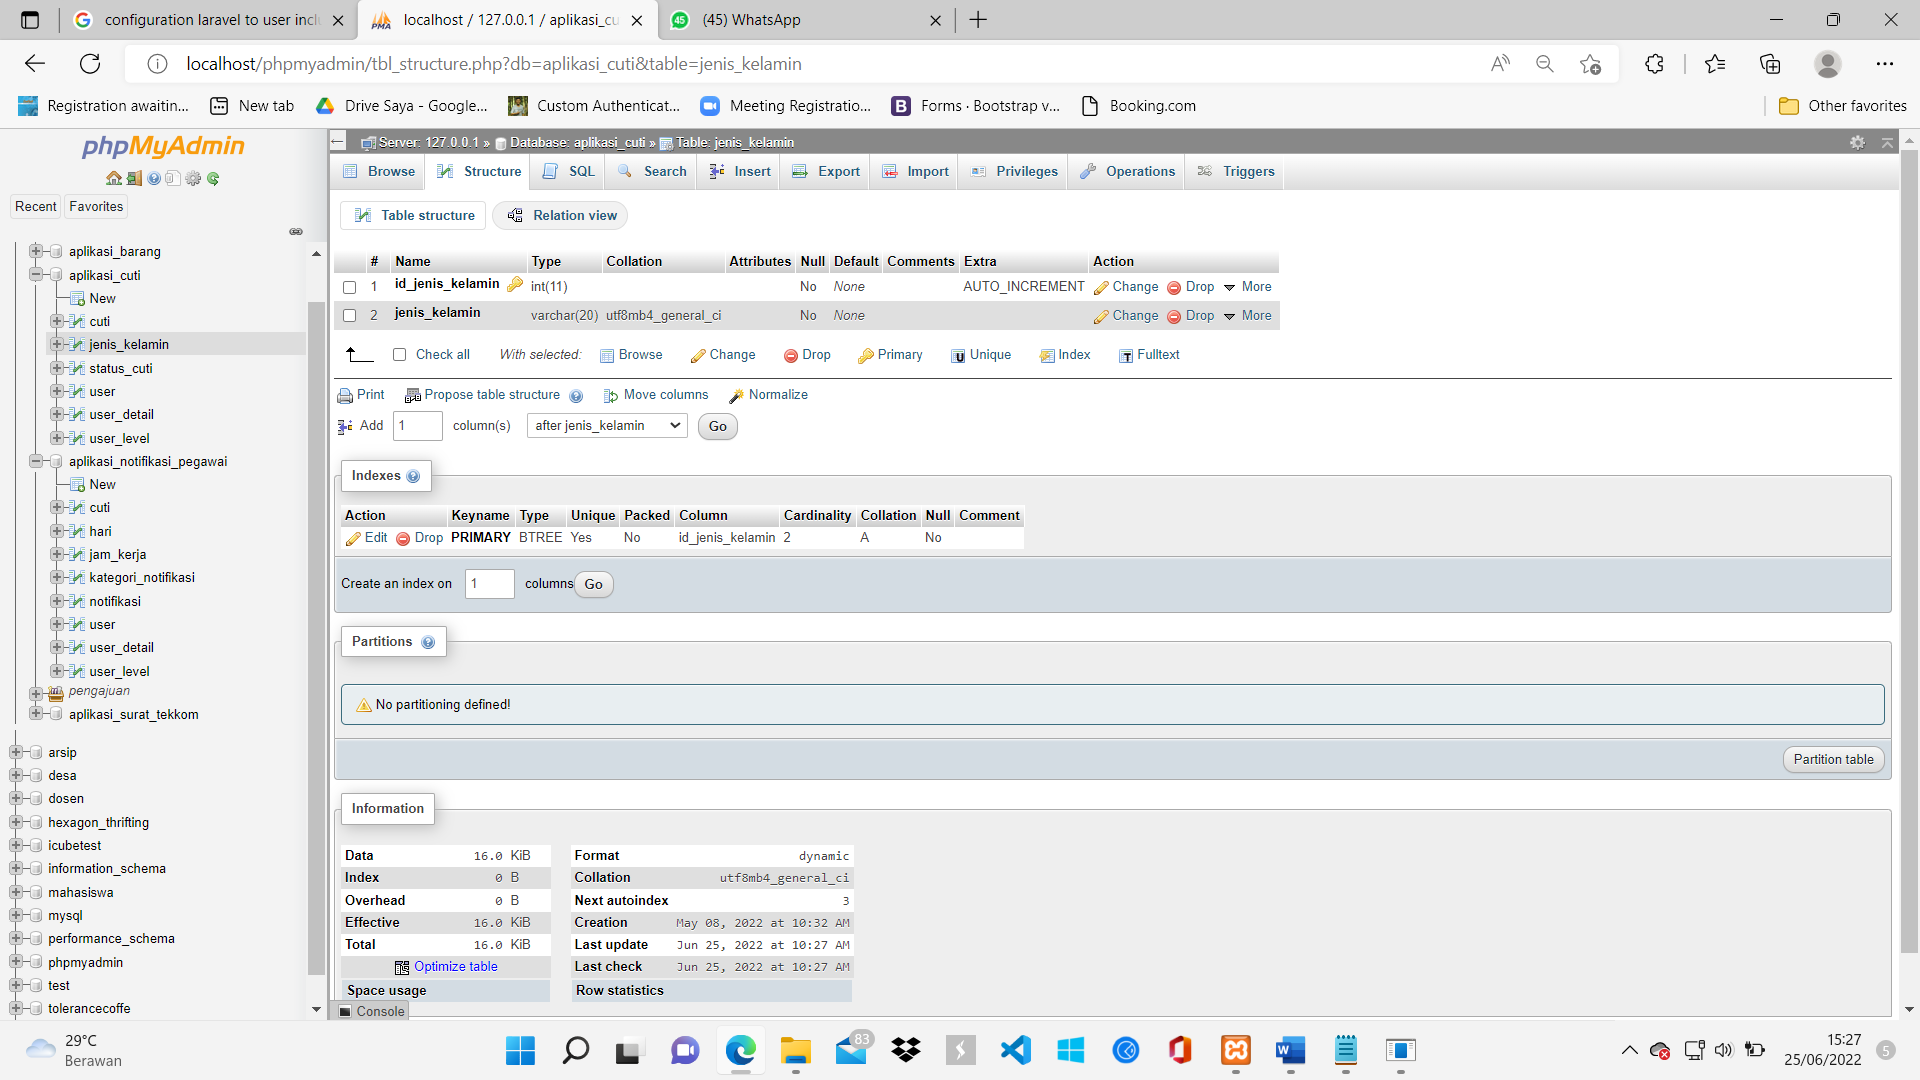 configuration laravel to user incl
localhost / 127.0.0.1 / aplikasi_cu
(45) WhatsApp
localhost/phpmyadmin/tbl_structure.php?db=aplikasi_cuti&table=jenis_kelamin
Registration awaitin...
New tab
Drive Saya - Google...
Custom Authenticat...
Meeting Registratio...
Forms · Bootstrap v...
Booking.com
Other favorites
phpMyAdmin
Recent
Favorites
aplikasi_barang
aplikasi_cuti
New
cuti
jenis_kelamin
status_cuti
user
user_detail
user_level
aplikasi_notifikasi_pegawai
New
cuti
hari
jam_kerja
kategori_notifikasi
notifikasi
user
user_detail
user_level
pengajuan
aplikasi_surat_tekkom
arsip
desa
dosen
hexagon_thrifting
icubetest
information_schema
mahasiswa
mysql
performance_schema
phpmyadmin
test
tolerancecoffe
Server: 127.0.0.1 » Database: aplikasi_cuti » Table: jenis_kelamin
Browse Structure SQL Search Insert Export Import Privileges Operations Triggers
Table structure Relation view
# Name Type Collation Attributes Null Default Comments Extra Action
1 id_jenis_kelamin int(11) No None AUTO_INCREMENT Change Drop More
2 jenis_kelamin varchar(20) utf8mb4_general_ci No None Change Drop More
Check all With selected: Browse Change Drop Primary Unique Index Fulltext
Print Propose table structure Move columns Normalize
Add 1 column(s) after jenis_kelamin Go
Indexes
Action Keyname Type Unique Packed Column Cardinality Collation Null Comment
Edit Drop PRIMARY BTREE Yes No id_jenis_kelamin 2 A No
Create an index on 1 columns Go
Partitions
No partitioning defined!
Partition table
Information
Data 16.0 KiB
Index 0 B
Overhead 0 B
Effective 16.0 KiB
Total 16.0 KiB
Optimize table
Space usage
Format dynamic
Collation utf8mb4_general_ci
Next autoindex 3
Creation May 08, 2022 at 10:32 AM
Last update Jun 25, 2022 at 10:27 AM
Last check Jun 25, 2022 at 10:27 AM
Row statistics
Console
29°C
Berawan
83
15:27
25/06/2022
5